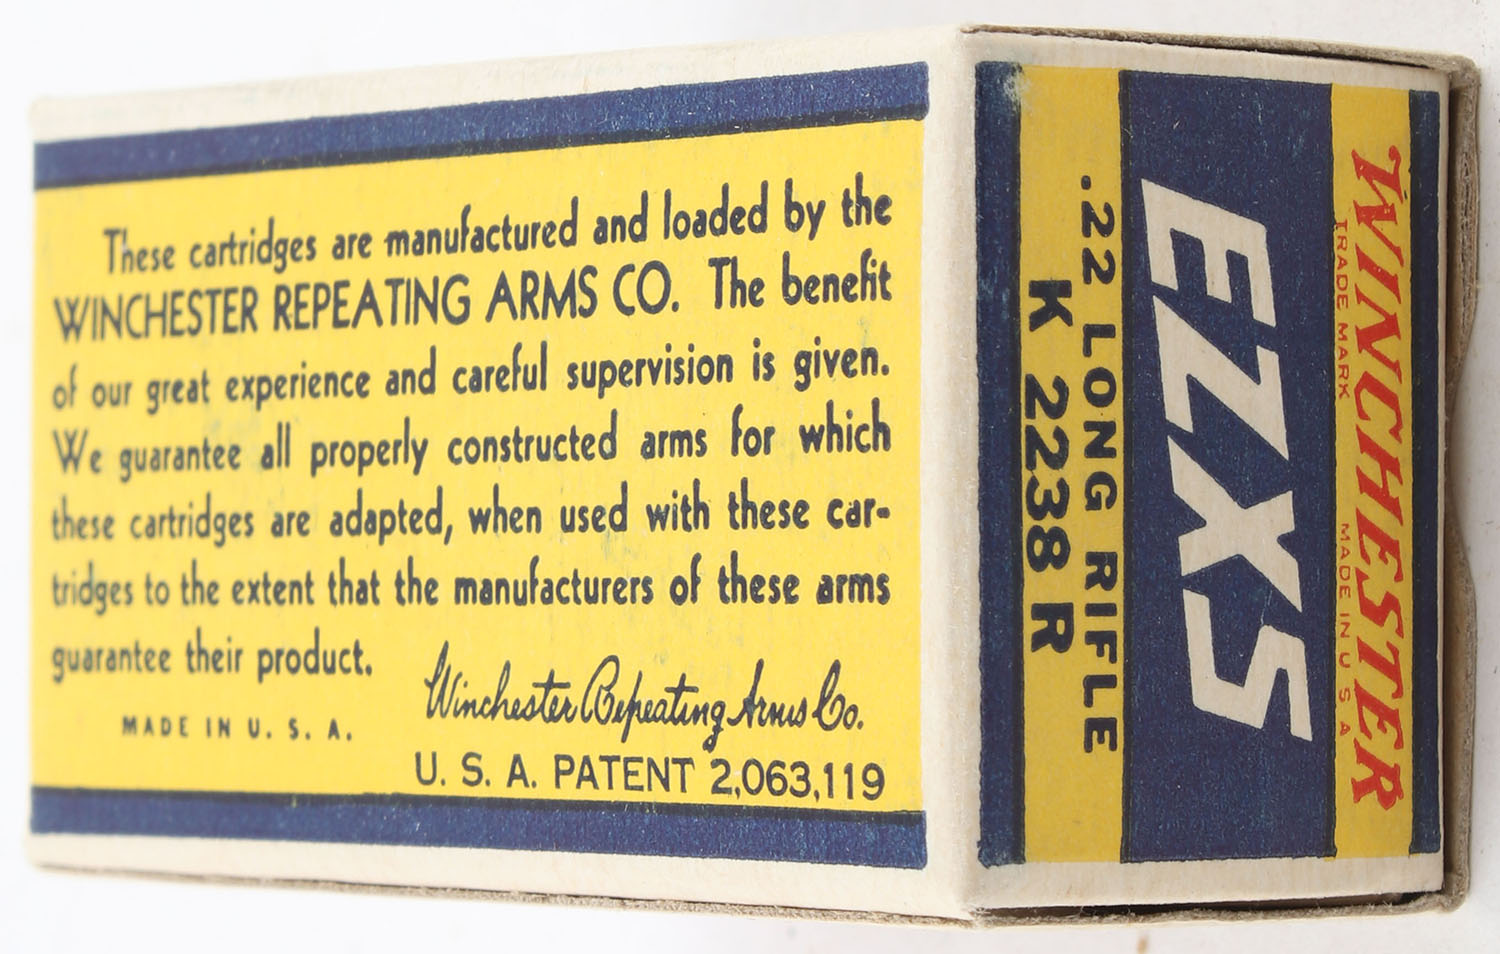 These cartridges are manufactured and loaded by the
WINCHESTER REPEATING ARMS CO. The benefit
of our great experience and careful supervision is given.
We guarantee all properly constructed arms for which
these cartridges are adapted, when used with these car-
tridges to the extent that the manufacturers of these arms
guarantee their product.
Winchester Repeating Arms Co.
MADE IN U. S. A.
U. S. A. PATENT 2,063,119
WINCHESTER
TRADE MARK MADE IN U S A
EZXS
.22 LONG RIFLE
K 2238 R